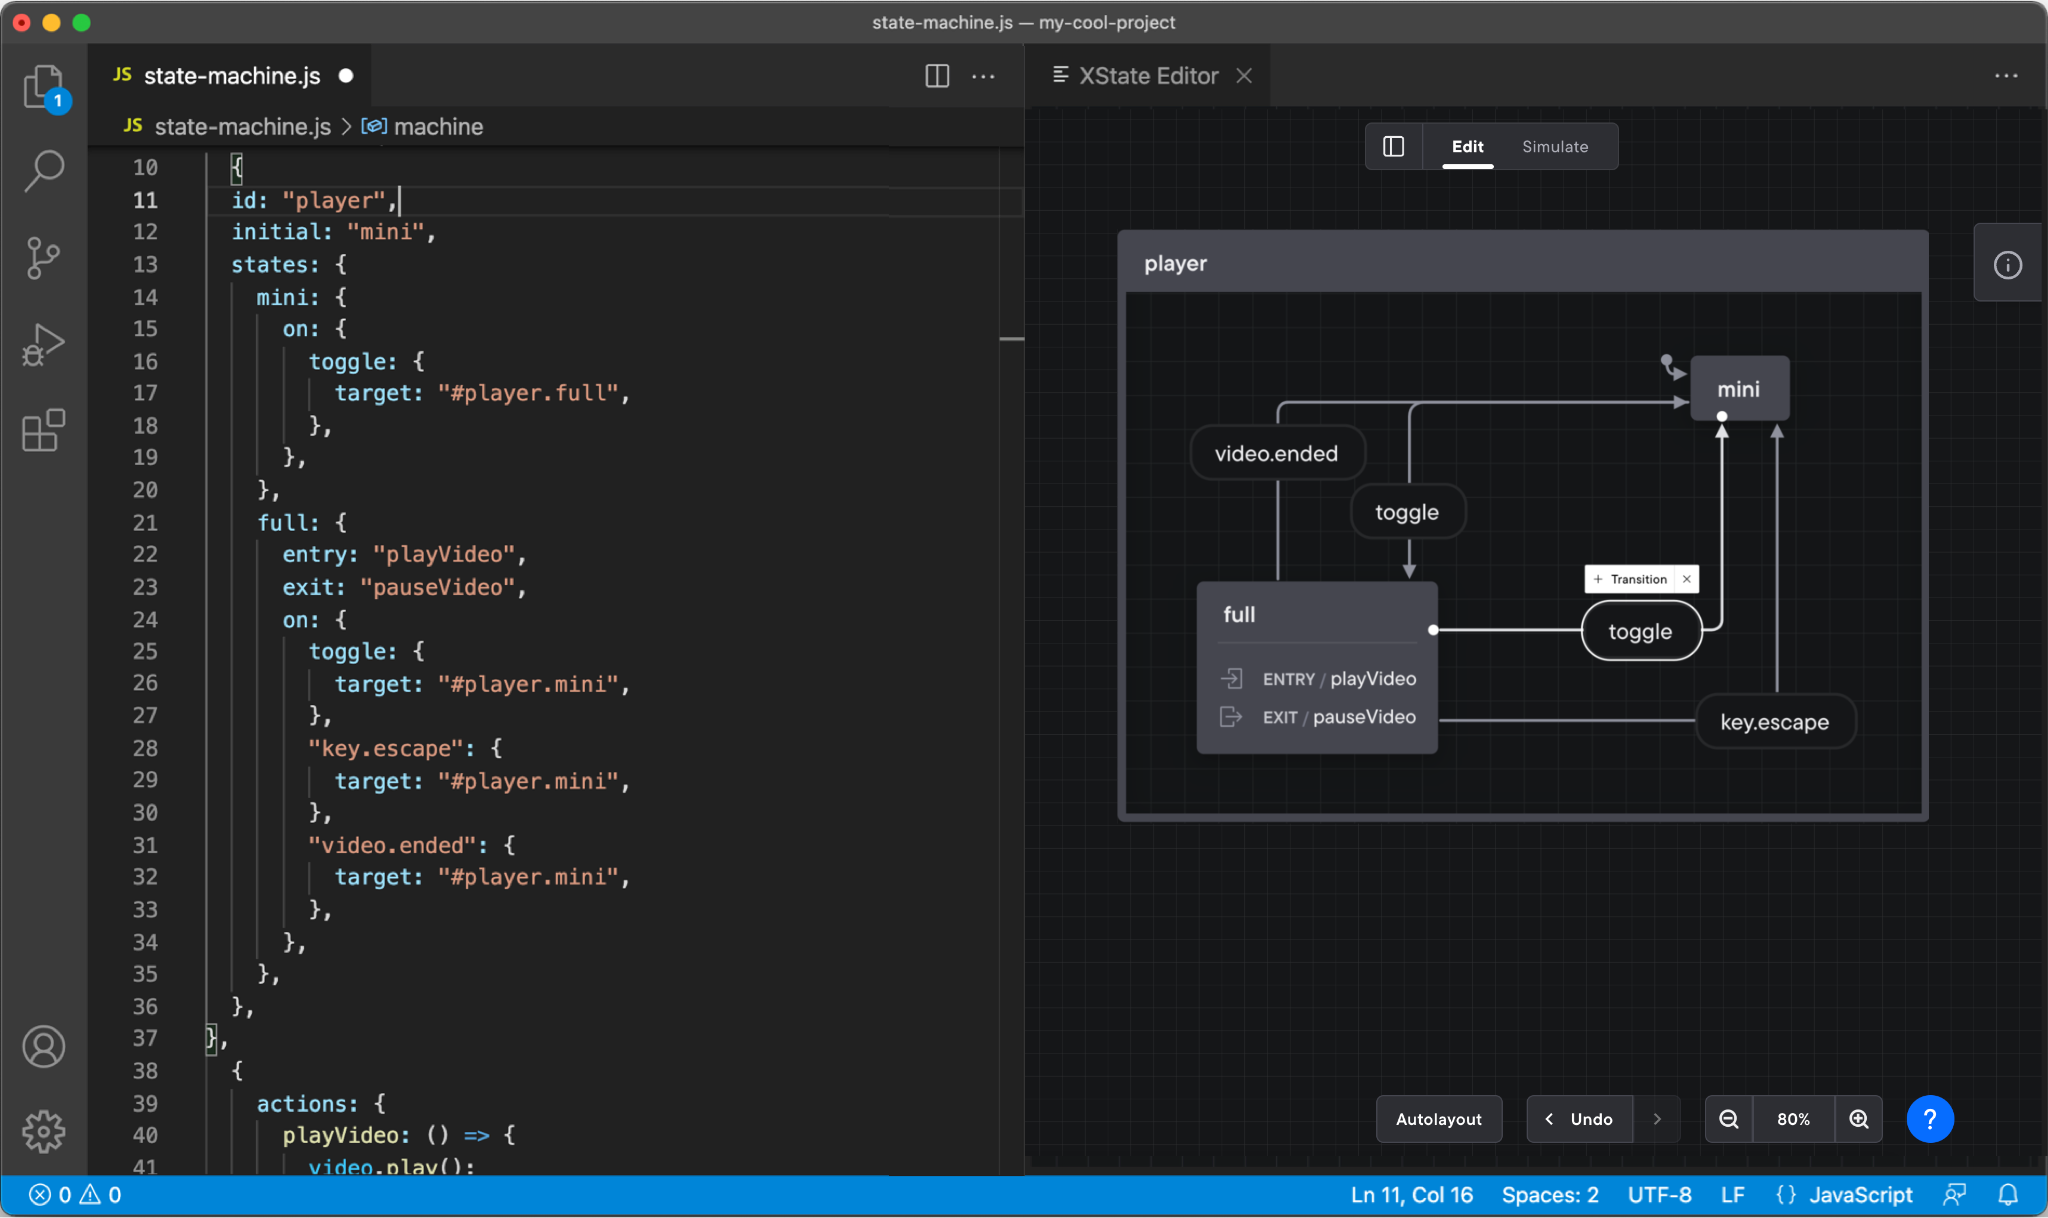 state-machine.js — my-cool-project
JS state-machine.js
XState Editor
1
JS state-machine.js > machine
10 {
11 id: "player",
12 initial: "mini",
13 states: {
14 mini: {
15 on: {
16 toggle: {
17 target: "#player.full",
18 },
19 },
20 },
21 full: {
22 entry: "playVideo",
23 exit: "pauseVideo",
24 on: {
25 toggle: {
26 target: "#player.mini",
27 },
28 "key.escape": {
29 target: "#player.mini",
30 },
31 "video.ended": {
32 target: "#player.mini",
33 },
34 },
35 },
36 },
37 },
38 {
39 actions: {
40 playVideo: () => {
41 video.play();
Edit Simulate
player
mini
video.ended
toggle
+ Transition ×
toggle
full
ENTRY / playVideo
EXIT / pauseVideo
key.escape
Autolayout
< Undo >
80%
?
0 0
Ln 11, Col 16 Spaces: 2 UTF-8 LF {} JavaScript